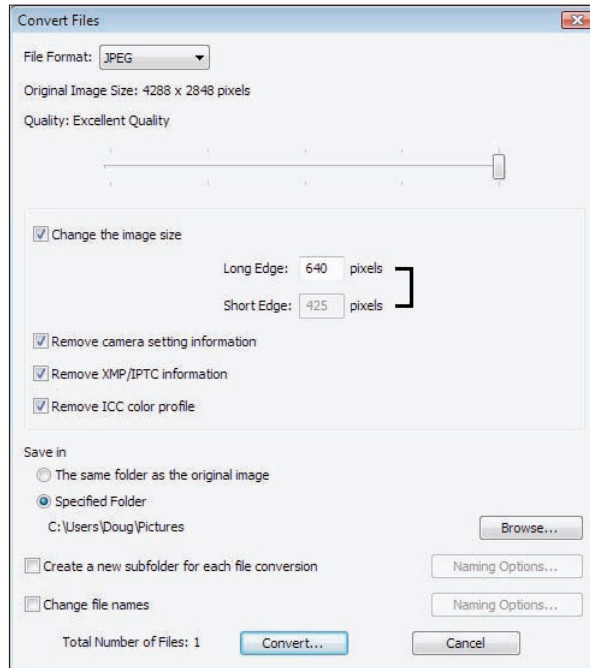 Convert Files
File Format: JPEG
Original Image Size: 4288 x 2848 pixels
Quality: Excellent Quality
Change the image size
Long Edge: 640 pixels
Short Edge: 425 pixels
Remove camera setting information
Remove XMP/IPTC information
Remove ICC color profile
Save in
The same folder as the original image
Specified Folder
C:\Users\Doug\Pictures Browse...
Create a new subfolder for each file conversion Naming Options...
Change file names Naming Options...
Total Number of Files: 1 Convert... Cancel